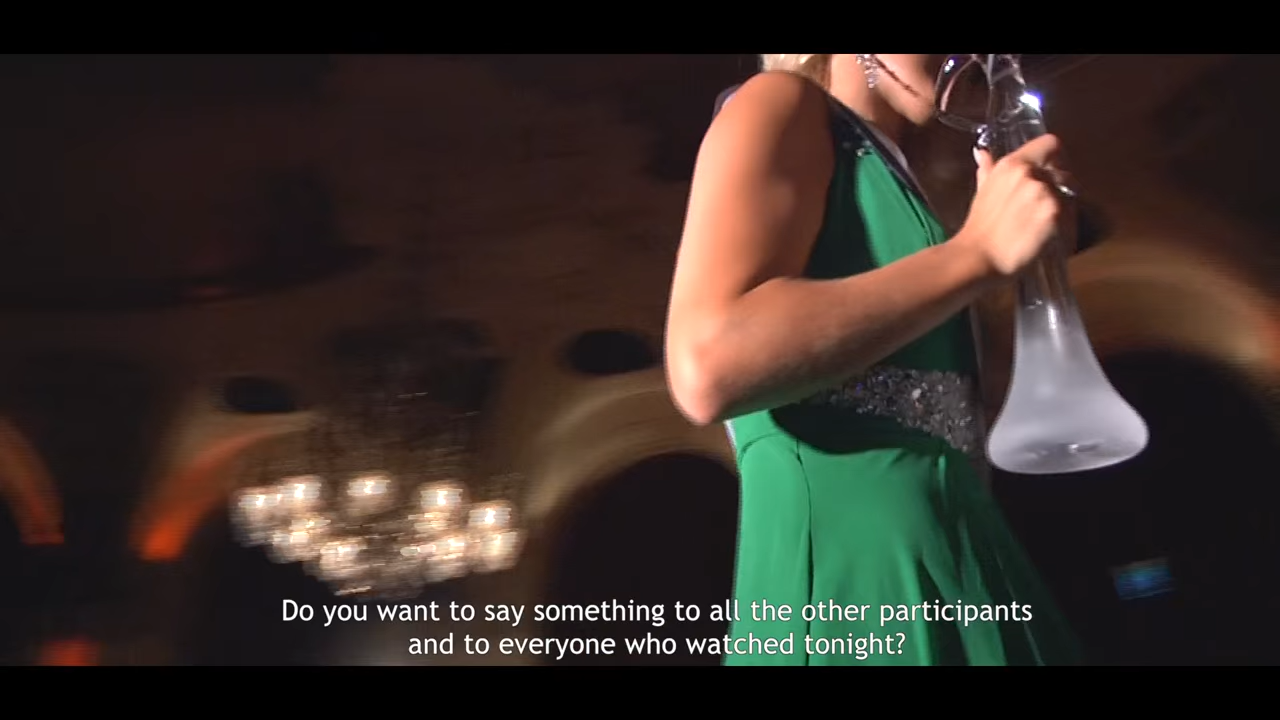 Do you want to say something to all the other participants
and to everyone who watched tonight?